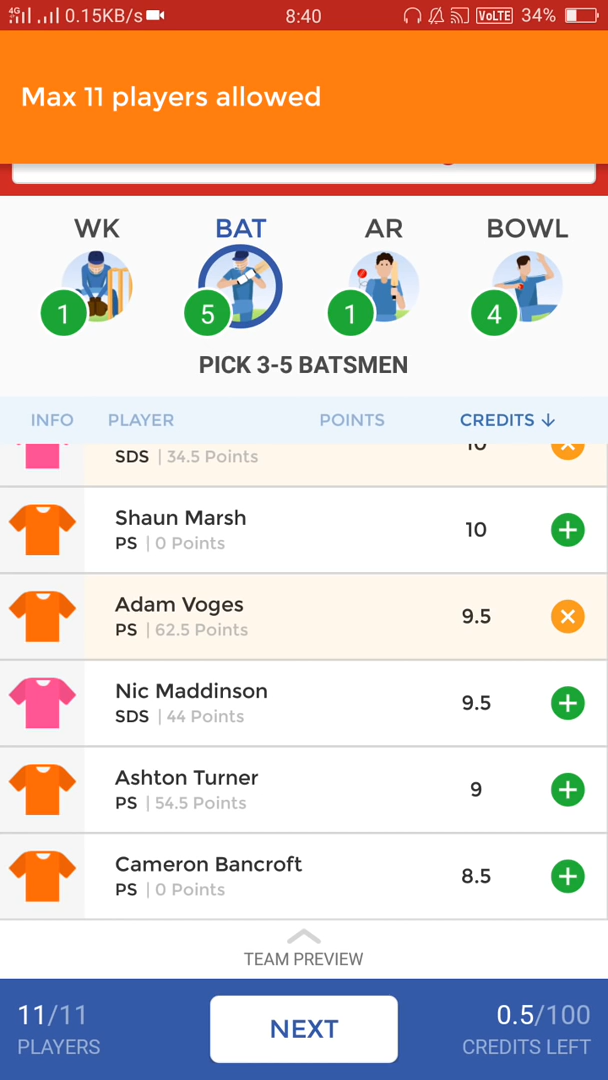 4G 0.15KB/s 8:40 VoLTE 34%
Max 11 players allowed
WK BAT AR BOWL
1 5 1 4
PICK 3-5 BATSMEN
INFO PLAYER POINTS CREDITS
SDS | 34.5 Points 10
Shaun Marsh
PS | 0 Points 10
Adam Voges
PS | 62.5 Points 9.5
Nic Maddinson
SDS | 44 Points 9.5
Ashton Turner
PS | 54.5 Points 9
Cameron Bancroft
PS | 0 Points 8.5
TEAM PREVIEW
11/11 NEXT 0.5/100
PLAYERS CREDITS LEFT